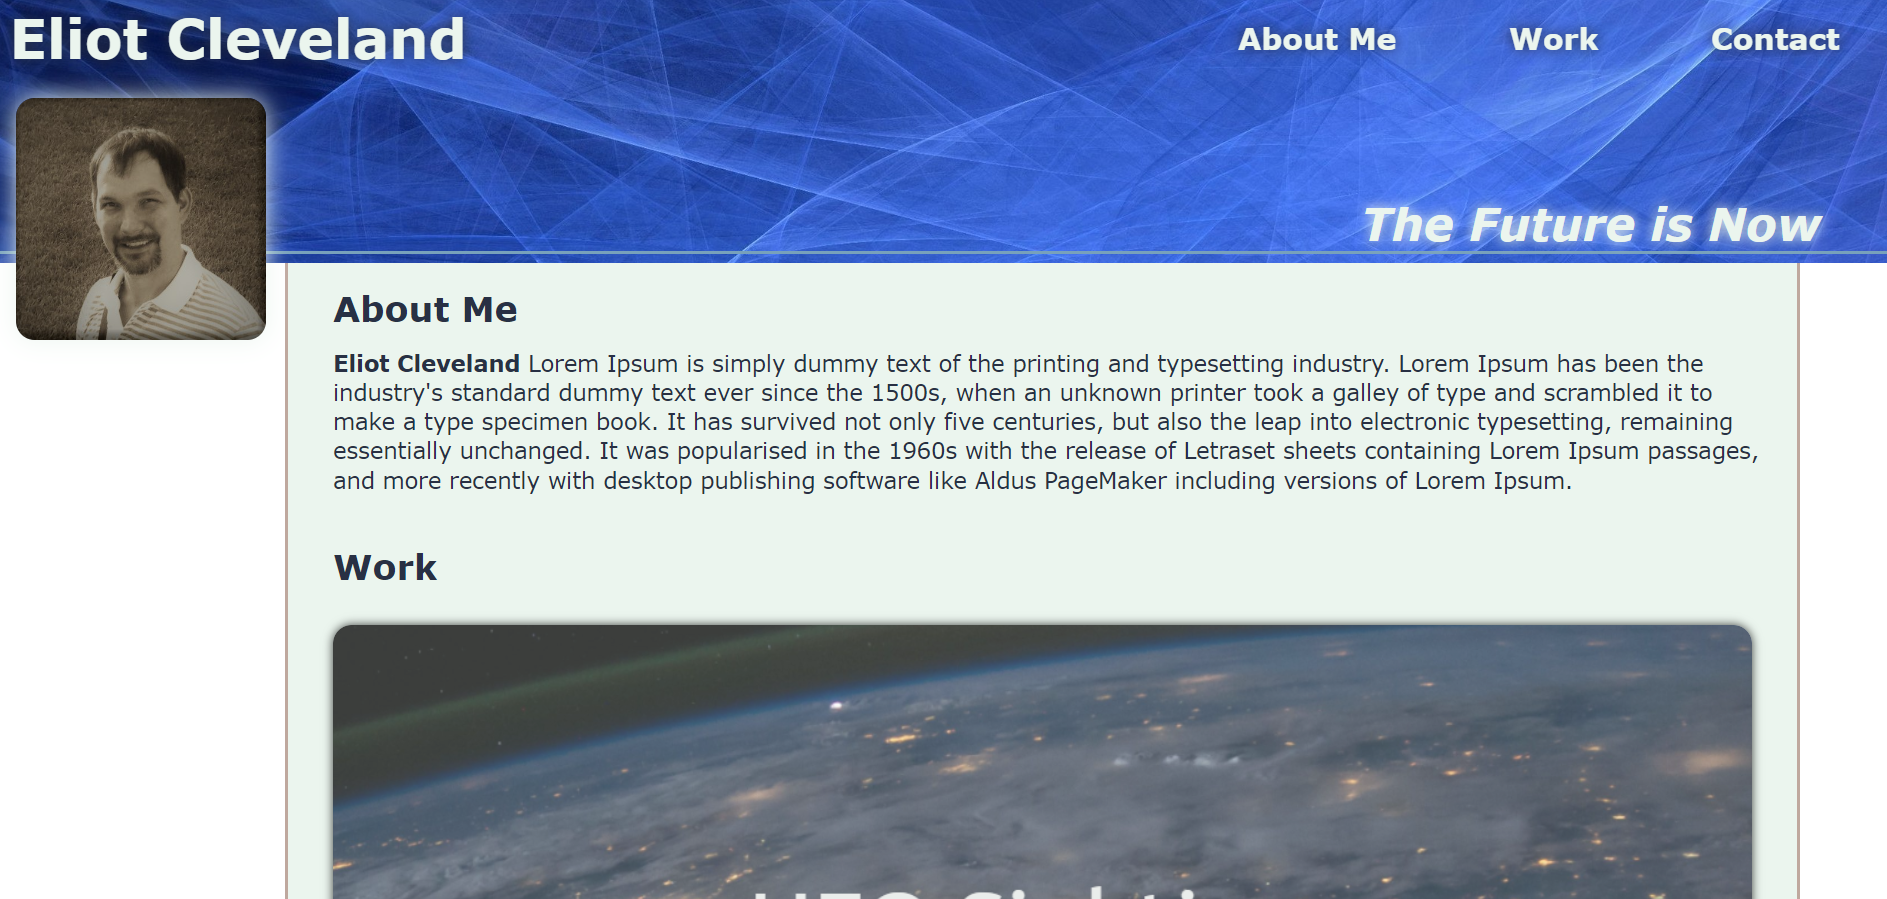 Eliot Cleveland
About Me Work Contact
The Future is Now
About Me
Eliot Cleveland Lorem Ipsum is simply dummy text of the printing and typesetting industry. Lorem Ipsum has been the
industry's standard dummy text ever since the 1500s, when an unknown printer took a galley of type and scrambled it to
make a type specimen book. It has survived not only five centuries, but also the leap into electronic typesetting, remaining
essentially unchanged. It was popularised in the 1960s with the release of Letraset sheets containing Lorem Ipsum passages,
and more recently with desktop publishing software like Aldus PageMaker including versions of Lorem Ipsum.
Work